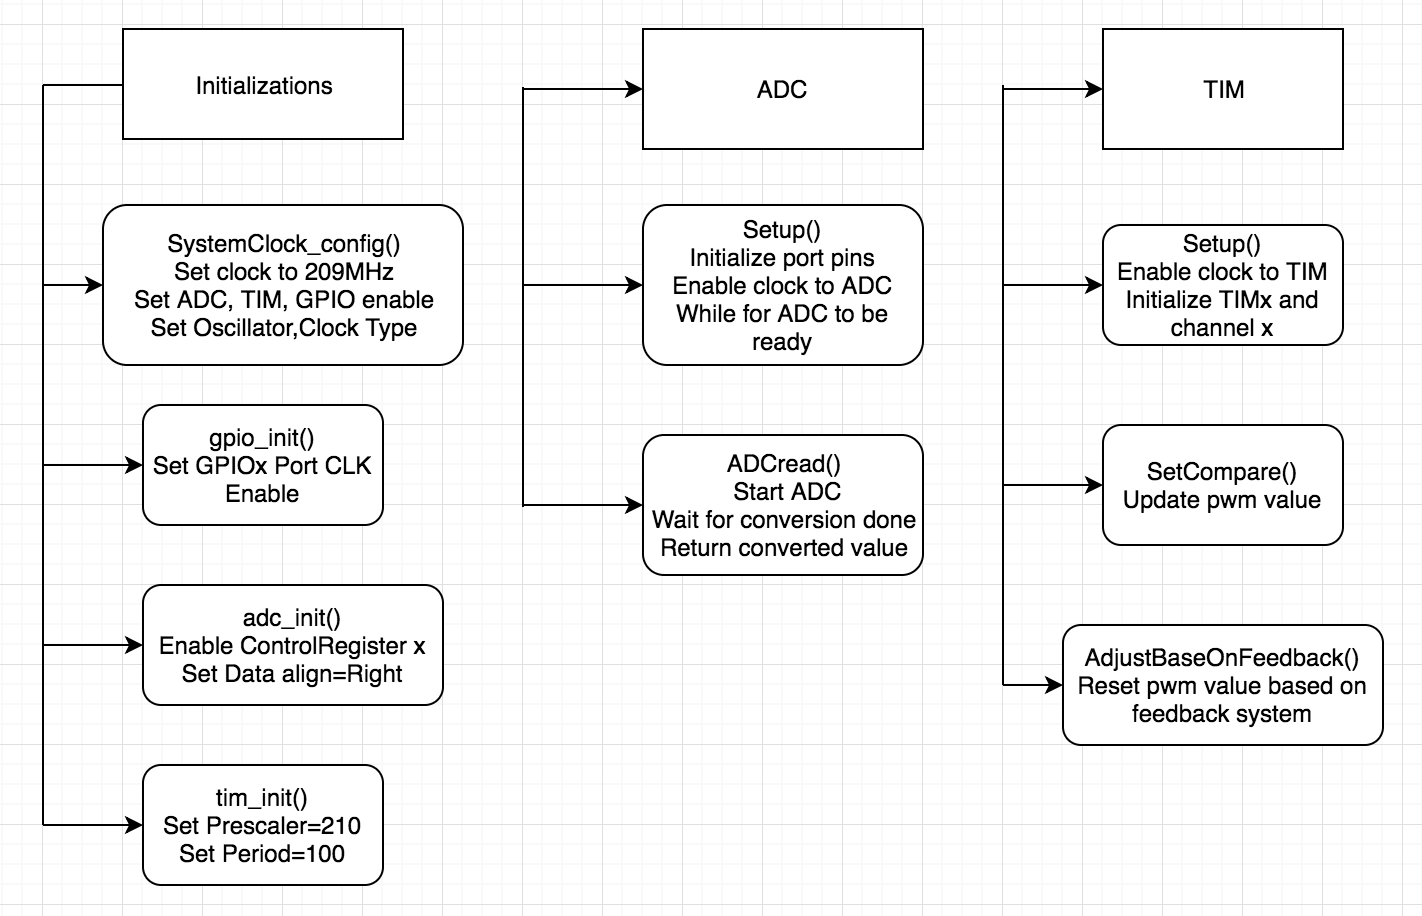 Initializations
SystemClock_config()
Set clock to 209MHz
Set ADC, TIM, GPIO enable
Set Oscillator,Clock Type
gpio_init()
Set GPIOx Port CLK
Enable
adc_init()
Enable ControlRegister x
Set Data align=Right
tim_init()
Set Prescaler=210
Set Period=100
ADC
Setup()
Initialize port pins
Enable clock to ADC
While for ADC to be
ready
ADCread()
Start ADC
Wait for conversion done
Return converted value
TIM
Setup()
Enable clock to TIM
Initialize TIMx and
channel x
SetCompare()
Update pwm value
AdjustBaseOnFeedback()
Reset pwm value based on
feedback system